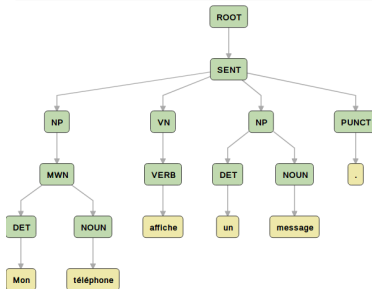 ROOT
SENT
NP VN NP PUNCT
MWN VERB DET NOUN .
DET NOUN affiche un message
Mon téléphone